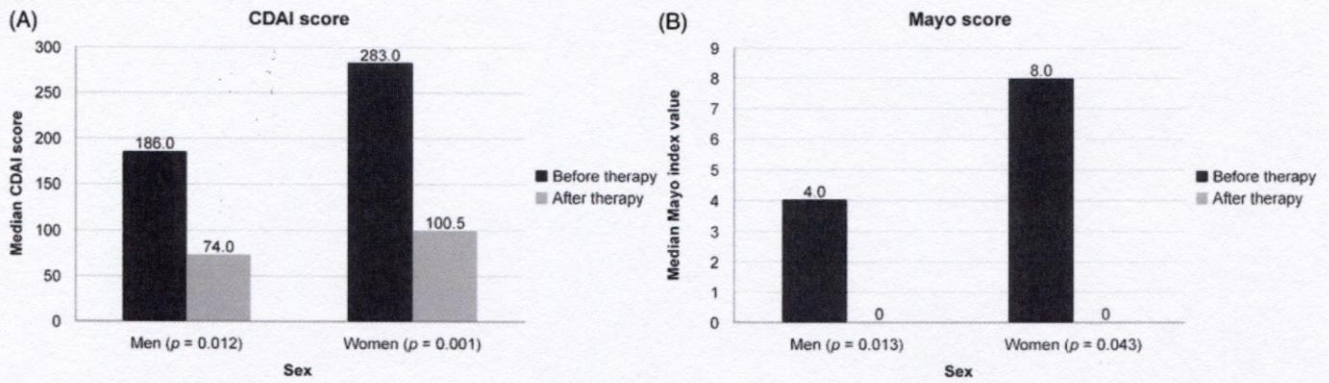 (A)
CDAI score
Median CDAI score
300
250
200
150
100
50
0
186.0
74.0
283.0
100.5
Men (p = 0.012)
Women (p = 0.001)
Sex
Before therapy
After therapy
(B)
Mayo score
Median Mayo index value
9
8
7
6
5
4
3
2
1
0
4.0
0
8.0
0
Men (p = 0.013)
Women (p = 0.043)
Sex
Before therapy
After therapy